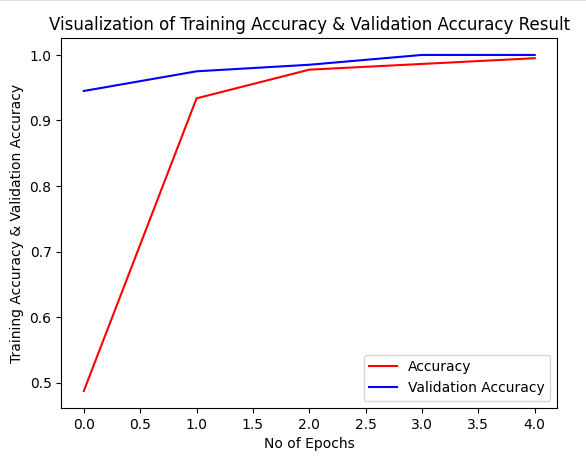 Visualization of Training Accuracy & Validation Accuracy Result
Training Accuracy & Validation Accuracy
1.0
0.9
0.8
0.7
0.6
0.5
Accuracy
Validation Accuracy
0.0 0.5 1.0 1.5 2.0 2.5 3.0 3.5 4.0
No of Epochs